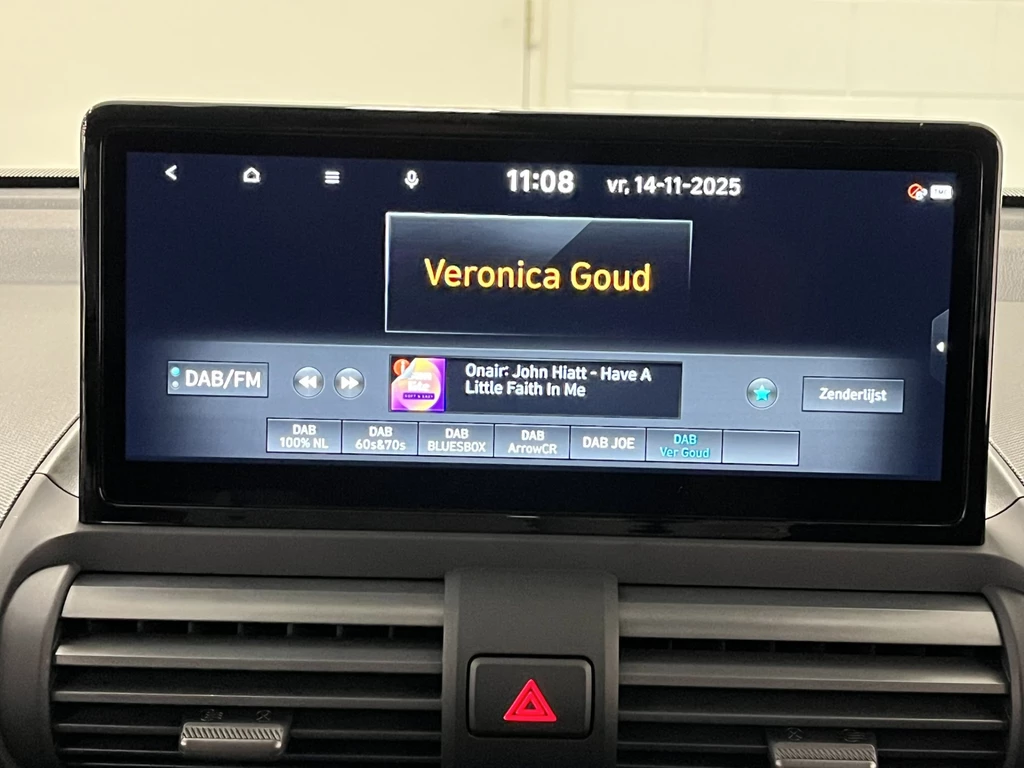 11:08 vr, 14-11-2025
Veronica Goud
DAB/FM
Onair: John Hiatt - Have A
Little Faith In Me
Zenderlijst
DAB
100% NL
DAB
60s&70s
DAB
BLUESBOX
DAB
ArrowCR
DAB JOE
DAB
Ver Goud